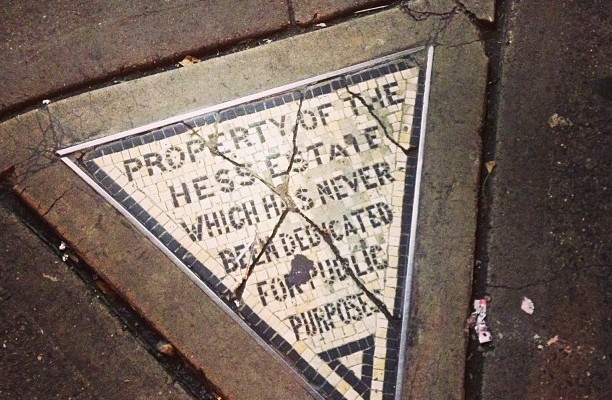 PROPERTY OF THE
HESS ESTATE
WHICH HAS NEVER
BEEN DEDICATED
FOR PUBLIC
PURPOSES